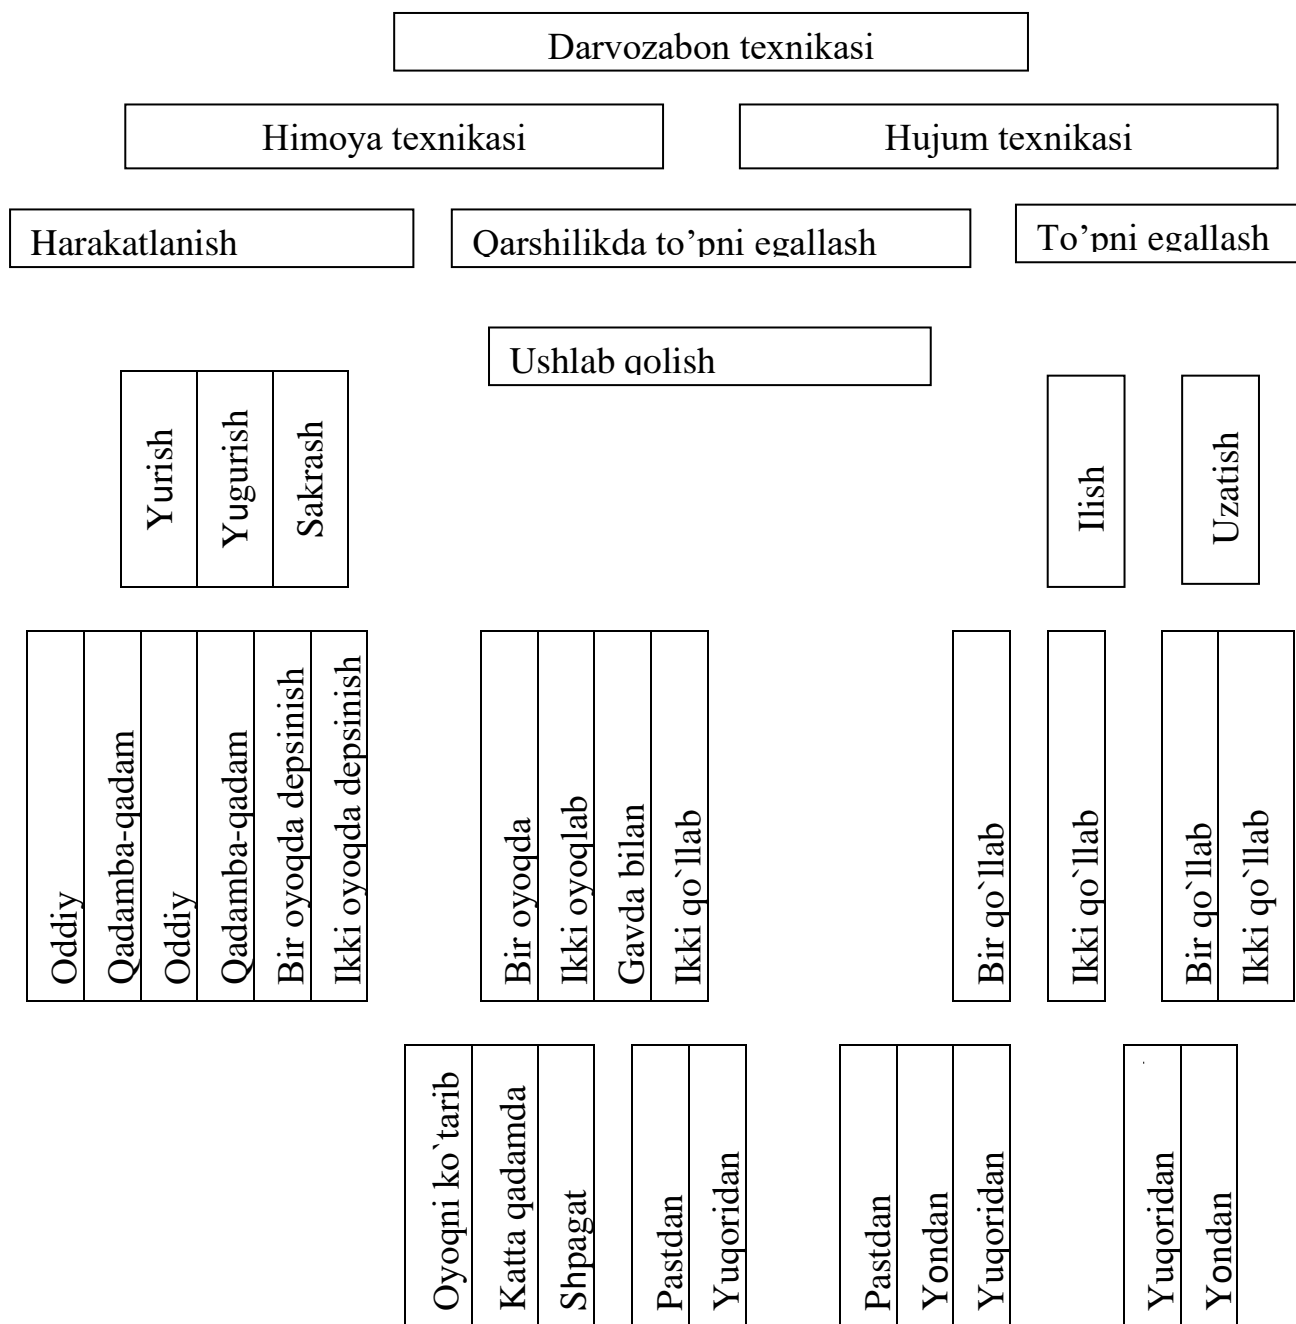 Darvozabon texnikasi
Himoya texnikasi
Hujum texnikasi
Harakatlanish
Qarshilikda to’pni egallash
To’pni egallash
Ushlab qolish
Yurish
Yugurish
Sakrash
Ilish
Uzatish
Oddiy
Qadamba-qadam
Oddiy
Qadamba-qadam
Bir oyoqda depsinish
Ikki oyoqda depsinish
Bir oyoqda
Ikki oyoqlab
Gavda bilan
Ikki qo`llab
Bir qo`llab
Ikki qo`llab
Bir qo`llab
Ikki qo`llab
Oyoqni ko`tarib
Katta qadamda
Shpagat
Pastdan
Yuqoridan
Pastdan
Yondan
Yuqoridan
Yuqoridan
Yondan